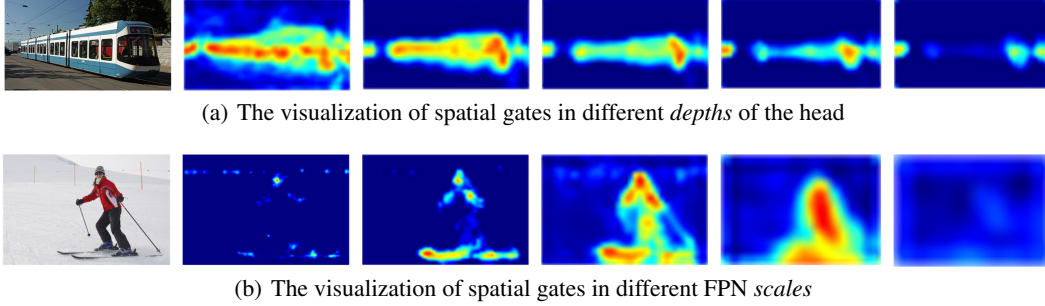 (a) The visualization of spatial gates in different depths of the head
(b) The visualization of spatial gates in different FPN scales